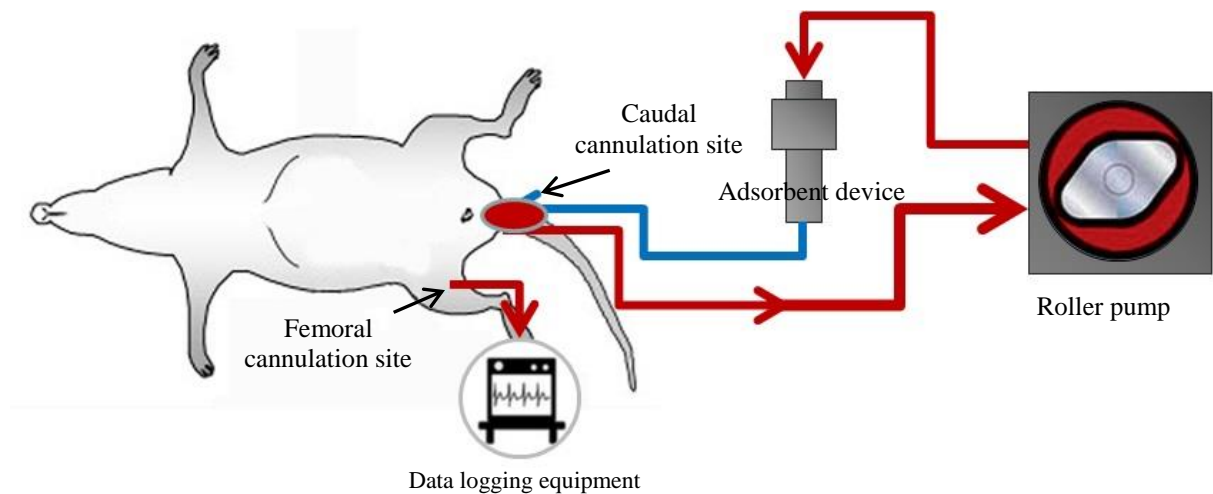 Caudal
cannulation site
Adsorbent device
Roller pump
Femoral
cannulation site
Data logging equipment